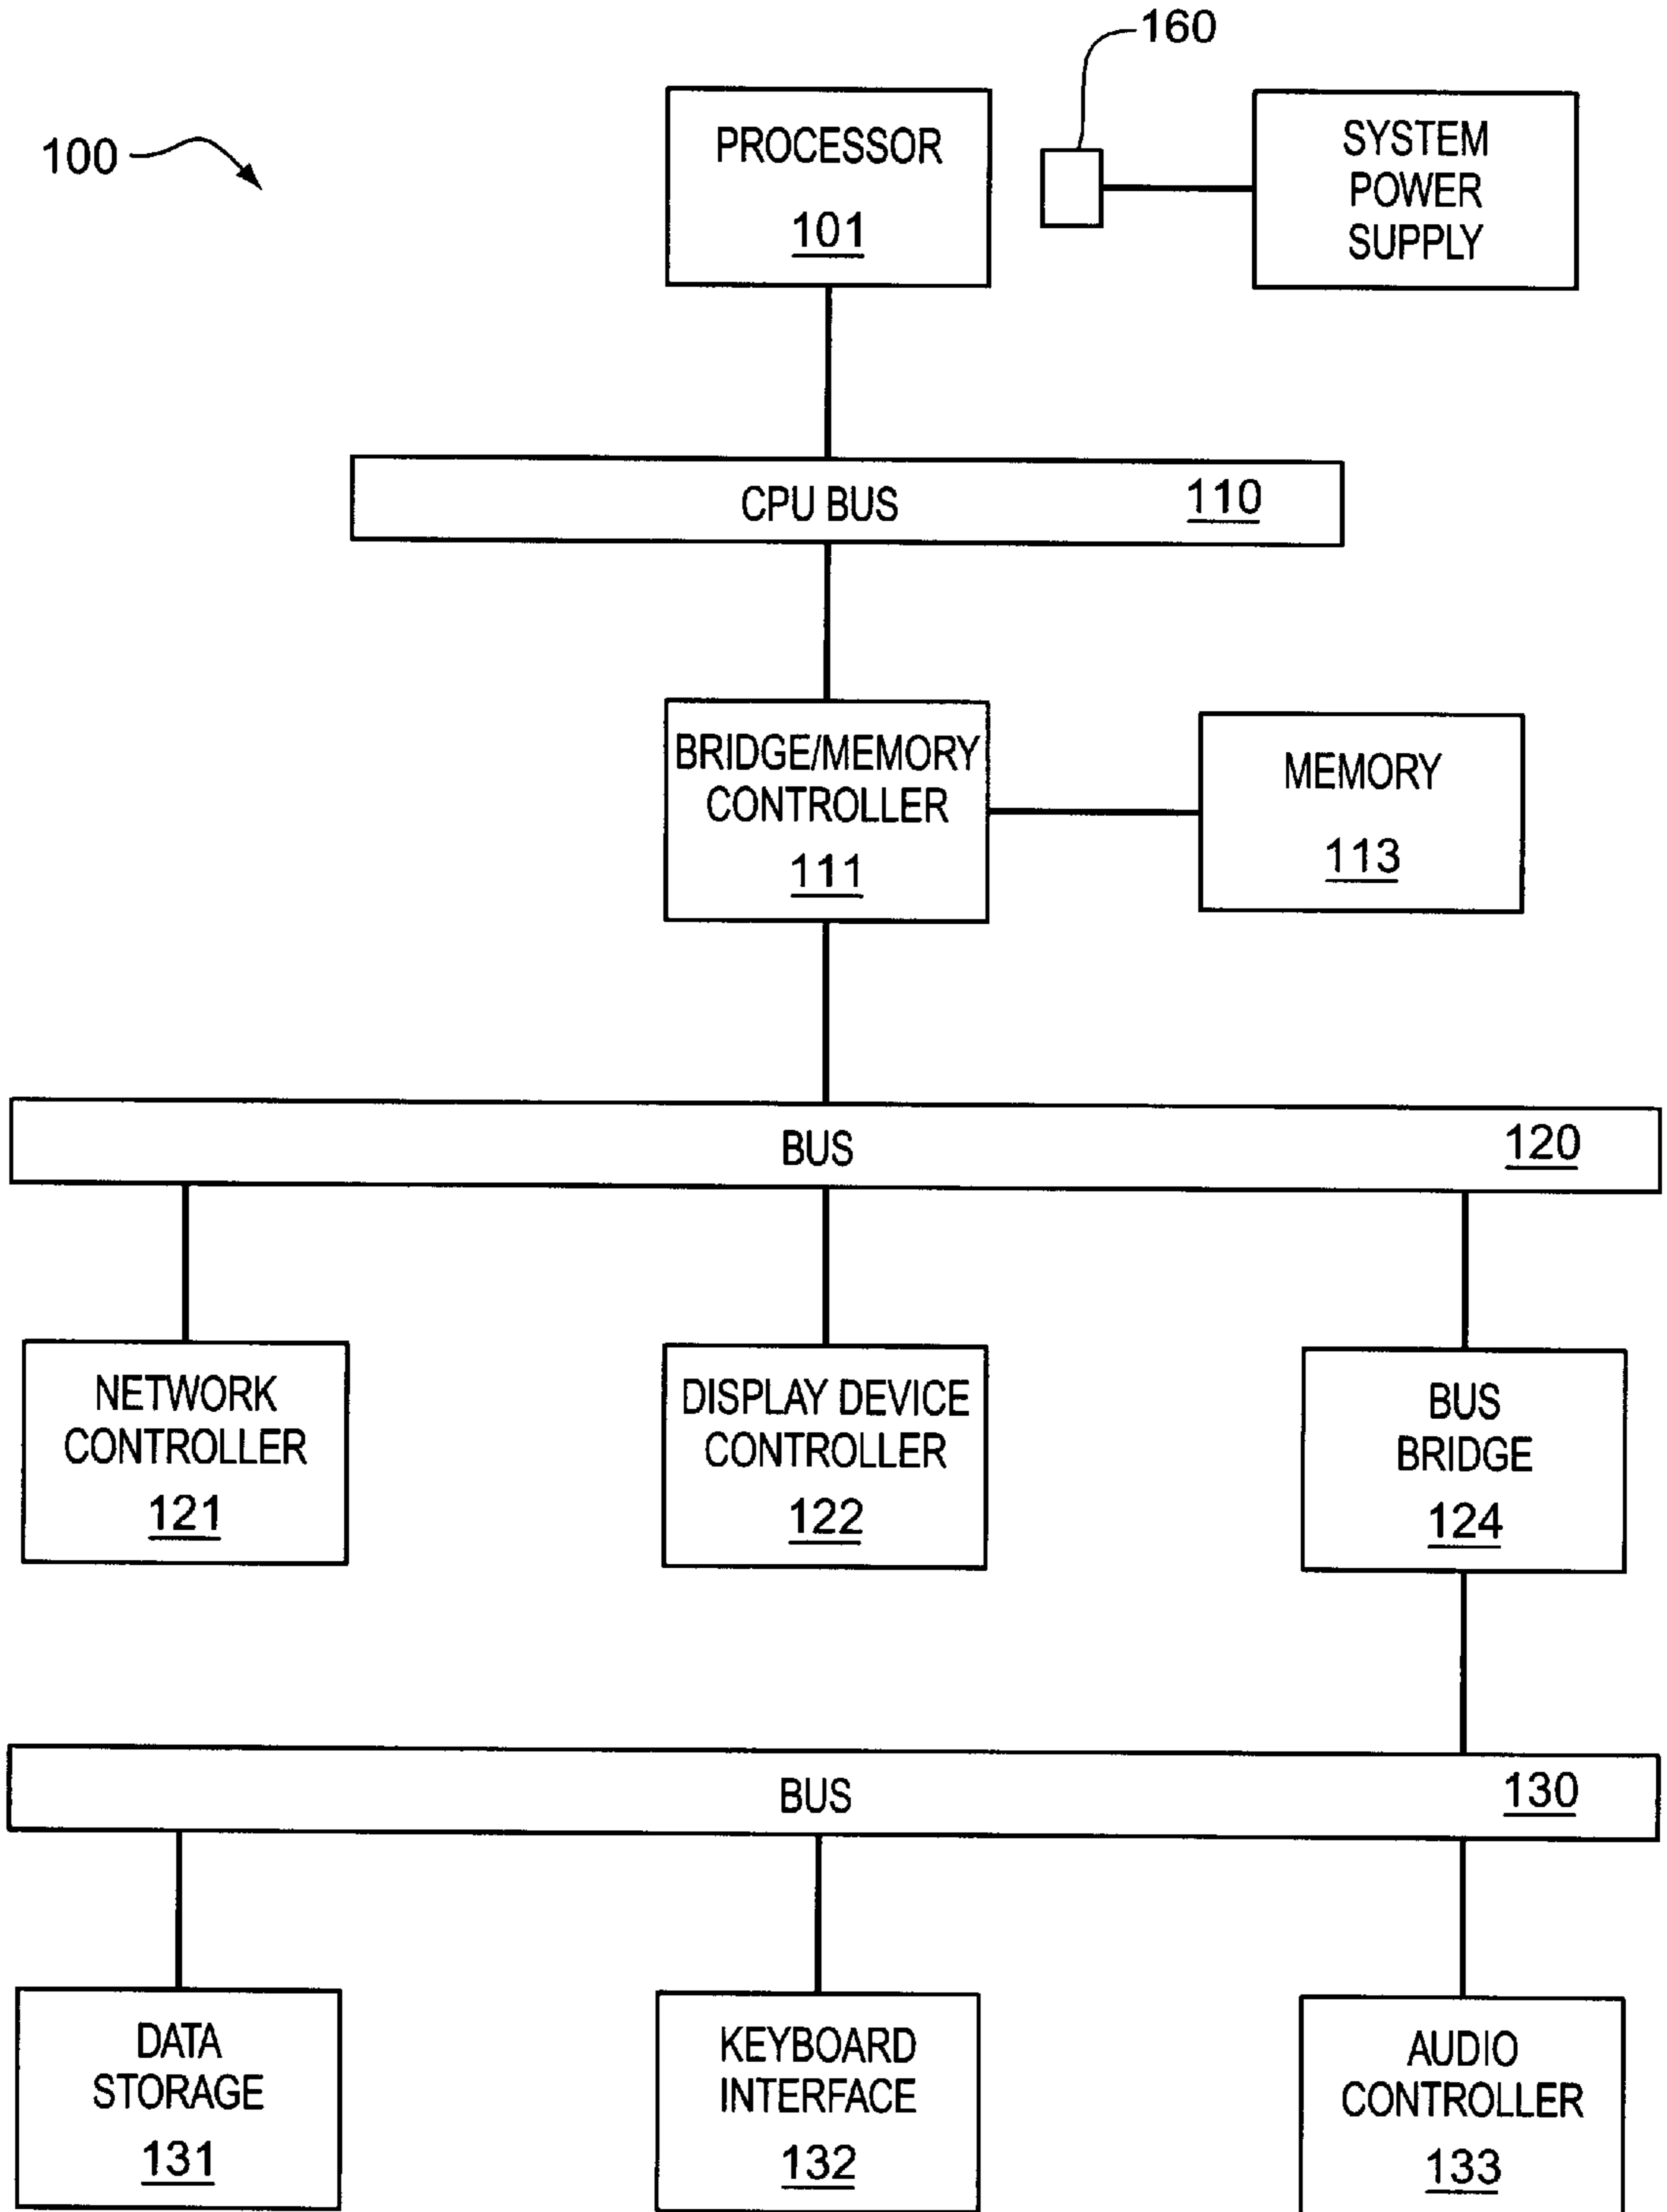 160
100
PROCESSOR
101
SYSTEM
POWER
SUPPLY
CPU BUS 110
BRIDGE/MEMORY
CONTROLLER
111
MEMORY
113
BUS 120
NETWORK
CONTROLLER
121
DISPLAY DEVICE
CONTROLLER
122
BUS
BRIDGE
124
BUS 130
DATA
STORAGE
131
KEYBOARD
INTERFACE
132
AUDIO
CONTROLLER
133